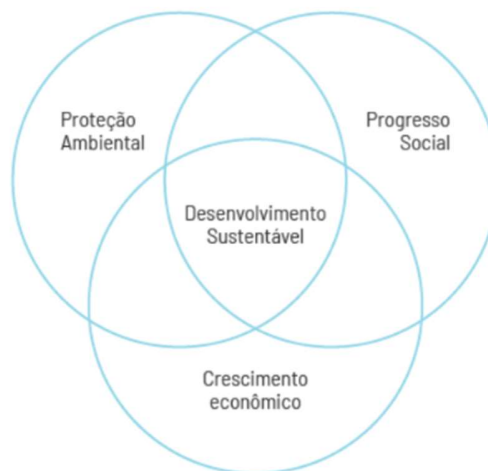 Proteção
Ambiental
Progresso
Social
Desenvolvimento
Sustentável
Crescimento
econômico